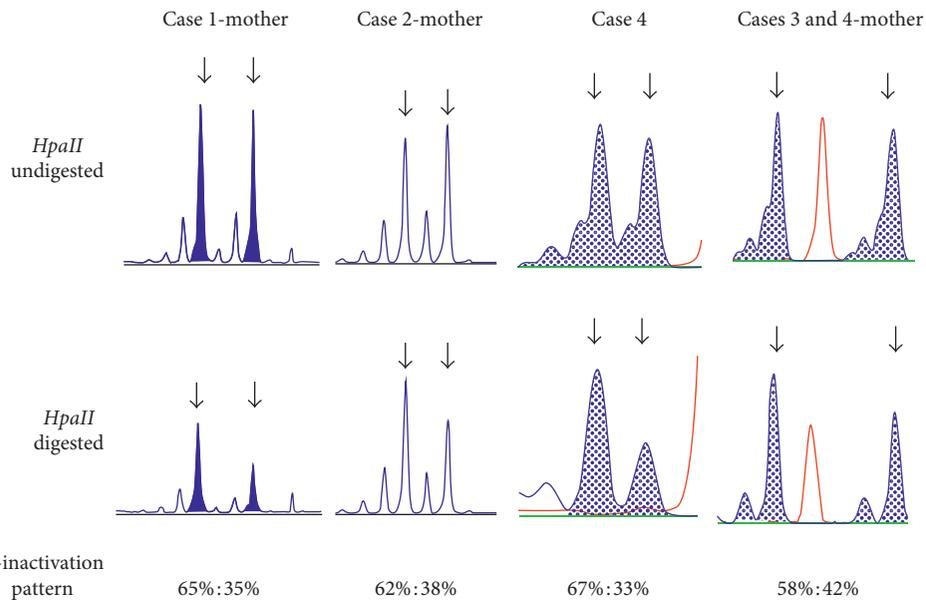 Case 1-mother Case 2-mother Case 4 Cases 3 and 4-mother
HpaII
undigested
HpaII
digested
-inactivation
pattern
65%:35% 62%:38% 67%:33% 58%:42%